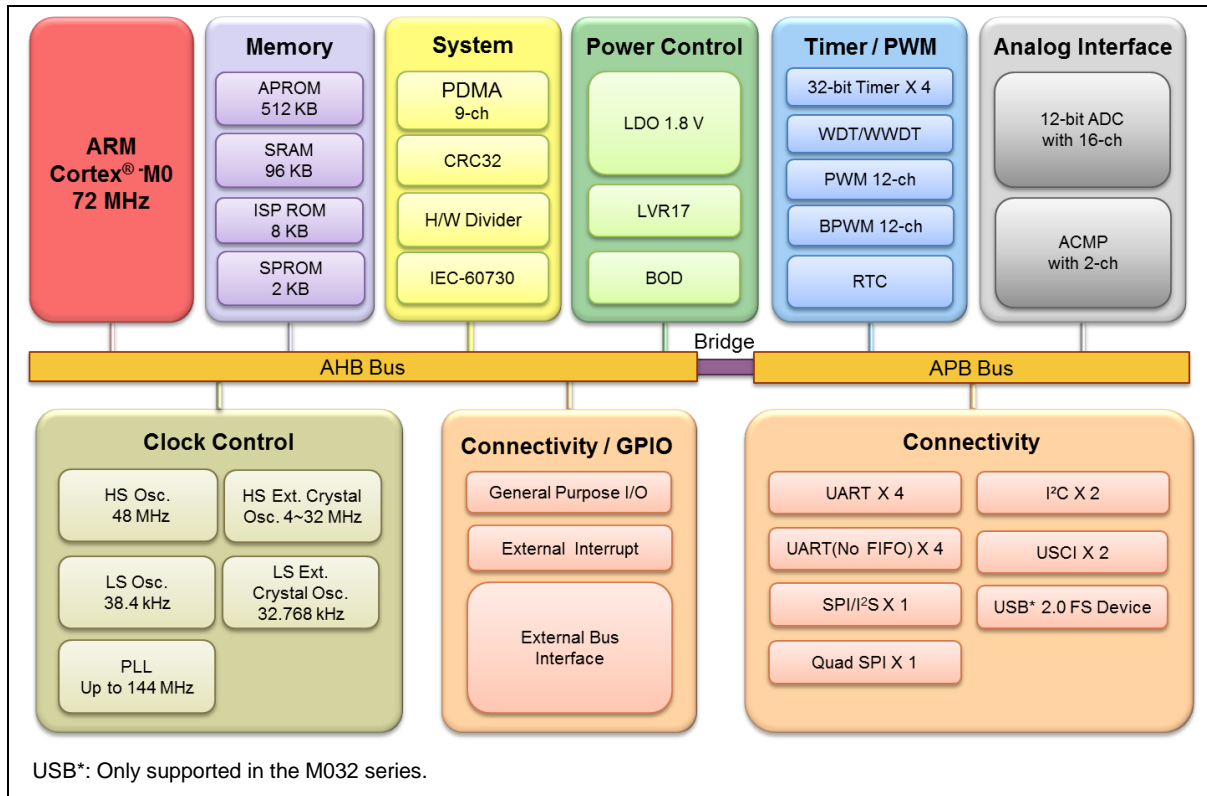 ARM
Cortex®-M0
72 MHz
Memory
APROM
512 KB
SRAM
96 KB
ISP ROM
8 KB
SPROM
2 KB
System
PDMA
9-ch
CRC32
H/W Divider
IEC-60730
Power Control
LDO 1.8 V
LVR17
BOD
Timer / PWM
32-bit Timer X 4
WDT/WWDT
PWM 12-ch
BPWM 12-ch
RTC
Analog Interface
12-bit ADC
with 16-ch
ACMP
with 2-ch
AHB Bus
Bridge
APB Bus
Clock Control
HS Osc.
48 MHz
HS Ext. Crystal
Osc. 4~32 MHz
LS Osc.
38.4 kHz
LS Ext.
Crystal Osc.
32.768 kHz
PLL
Up to 144 MHz
Connectivity / GPIO
General Purpose I/O
External Interrupt
External Bus
Interface
Connectivity
UART X 4
I²C X 2
UART(No FIFO) X 4
USCI X 2
SPI/I²S X 1
USB* 2.0 FS Device
Quad SPI X 1
USB*: Only supported in the M032 series.